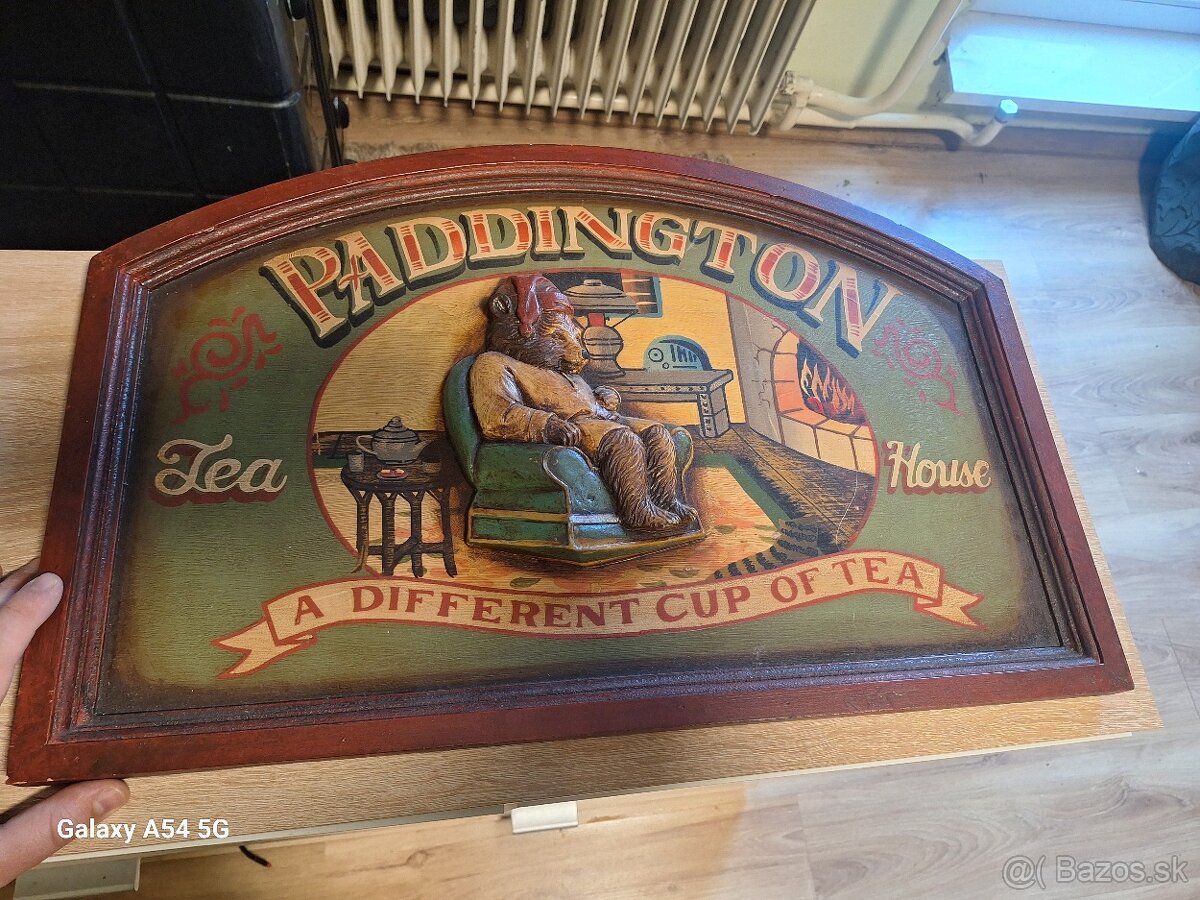 PADDINGTON
Tea House
A DIFFERENT CUP OF TEA
Galaxy A54 5G
@( Bazos.sk